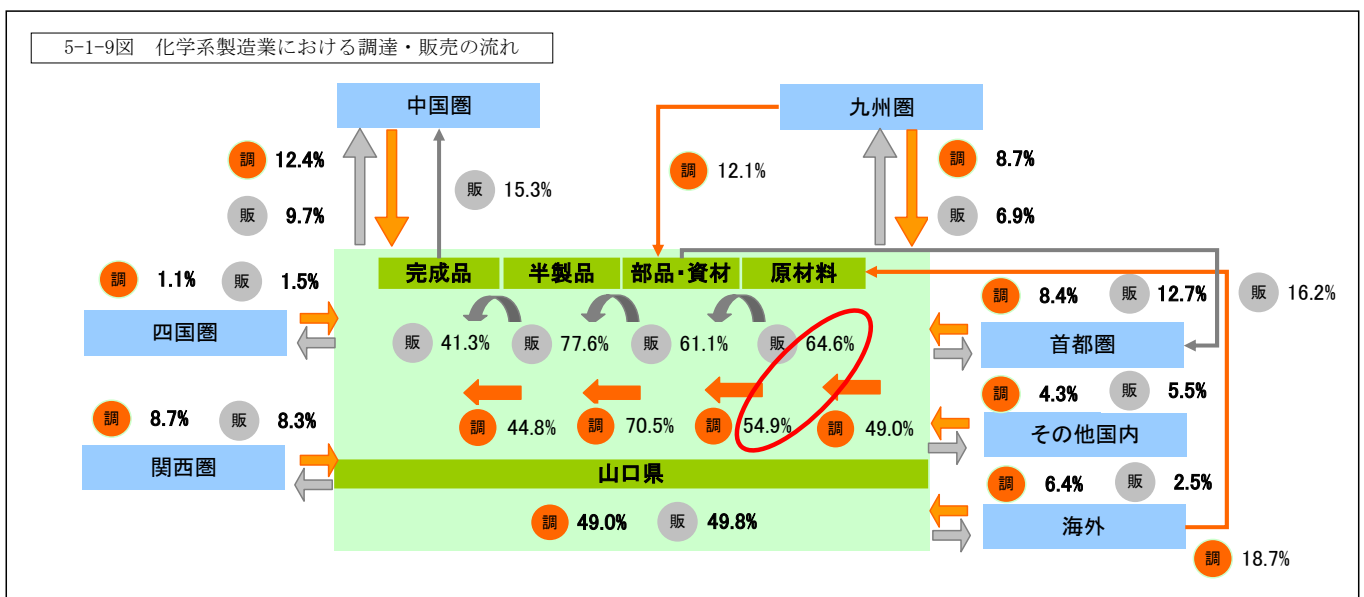 5-1-9図 化学系製造業における調達・販売の流れ
中国圏
九州圏
調 12.4%
販 9.7%
販 15.3%
調 12.1%
調 8.7%
販 6.9%
完成品 半製品 部品・資材 原材料
調 1.1% 販 1.5%
四国圏
調 8.4% 販 12.7% 販 16.2%
首都圏
販 41.3% 販 77.6% 販 61.1% 販 64.6%
調 44.8% 調 70.5% 調 54.9% 調 49.0%
調 8.7% 販 8.3%
関西圏
調 4.3% 販 5.5%
その他国内
山口県
調 49.0% 販 49.8%
調 6.4% 販 2.5%
海外
調 18.7%